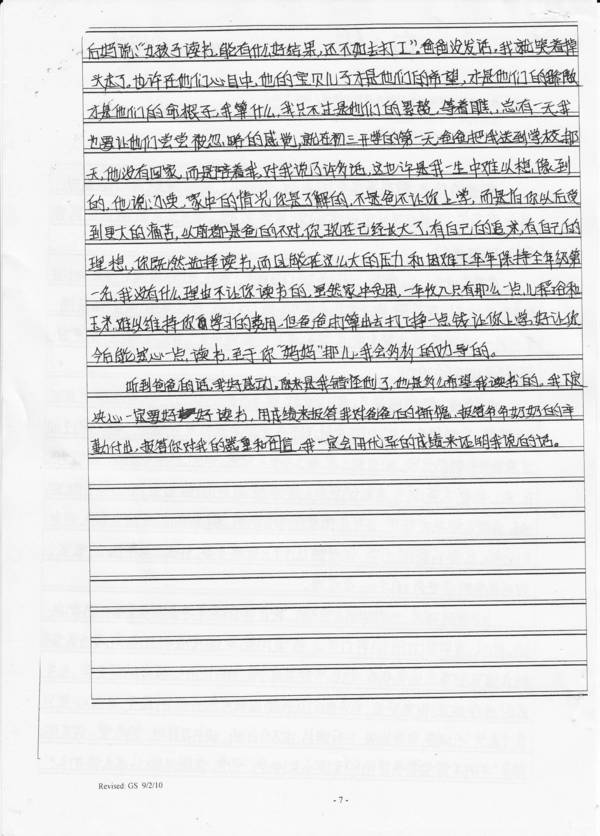 后妈说:“女孩子读书,能有什么好结果,还不如去打工”。爸爸没发话,我就哭着掉
头走了。也许在他们心目中,他的宝贝儿子才是他们的希望,才是他们的骄傲
才是他们的命根子,我算什么,我只不过是他们的累赘,等着瞧,总有一天我
也要让他们尝尝被忽略的感觉,就在初三开学的第一天,爸爸把我送到学校,那
天,他没有回家,而是陪着我,对我说了许多话,这也许是我一生中难以想像到
的,他说:小英,家中的情况你是了解的,不是爸不让你上学,而是怕你以后受
到更大的痛苦,以前都是爸的不对,你现在已经长大了,有自己的追求,有自己的
理想,你既然选择读书,而且能在这么大的压力和困难下年年保持全年级第
一名,我没有什么理由不让你读书的,虽然家中贫困,一年收入只有那么一点儿稻谷和
玉米,难以维持你学习的费用,但爸爸打算出去打工挣一点钱让你上学,好让你
今后能安心一点读书,至于你“妈妈”那儿,我会劝导的。
听到爸爸的话,我好感动,原来是我错怪他了,他是多么希望我读书的,我下定
决心一定要好好读书,用成绩来报答我对爸爸的,报答爷爷奶奶的辛
勤付出,报答你对我的器重和,我一定会用优异的成绩来证明我说的话。
Revised: GS 9/2/10
- 7 -